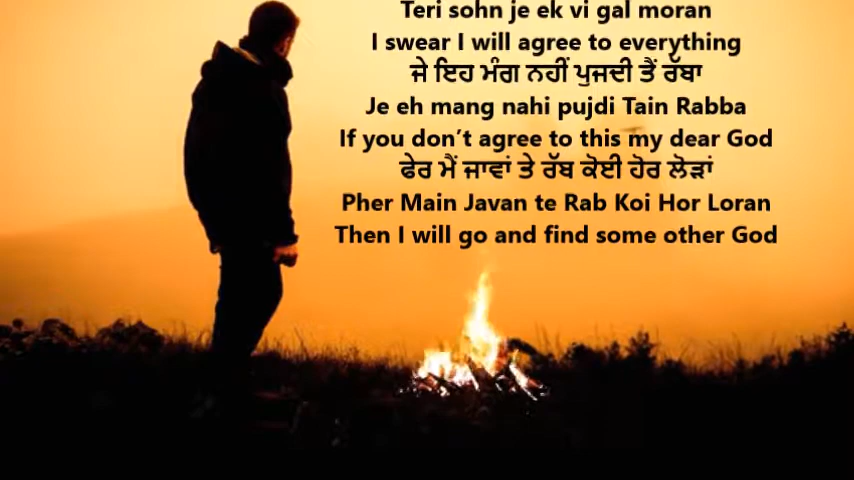 Teri sohn je ek vi gal moran
I swear I will agree to everything
ਜੇ ਇਹ ਮੰਗ ਨਹੀਂ ਪੁਜਦੀ ਤੈਂ ਰੱਬਾ
Je eh mang nahi pujdi Tain Rabba
If you don’t agree to this my dear God
ਫੇਰ ਮੈਂ ਜਾਵਾਂ ਤੇ ਰੱਬ ਕੋਈ ਹੋਰ ਲੋੜਾਂ
Pher Main Javan te Rab Koi Hor Loran
Then I will go and find some other God